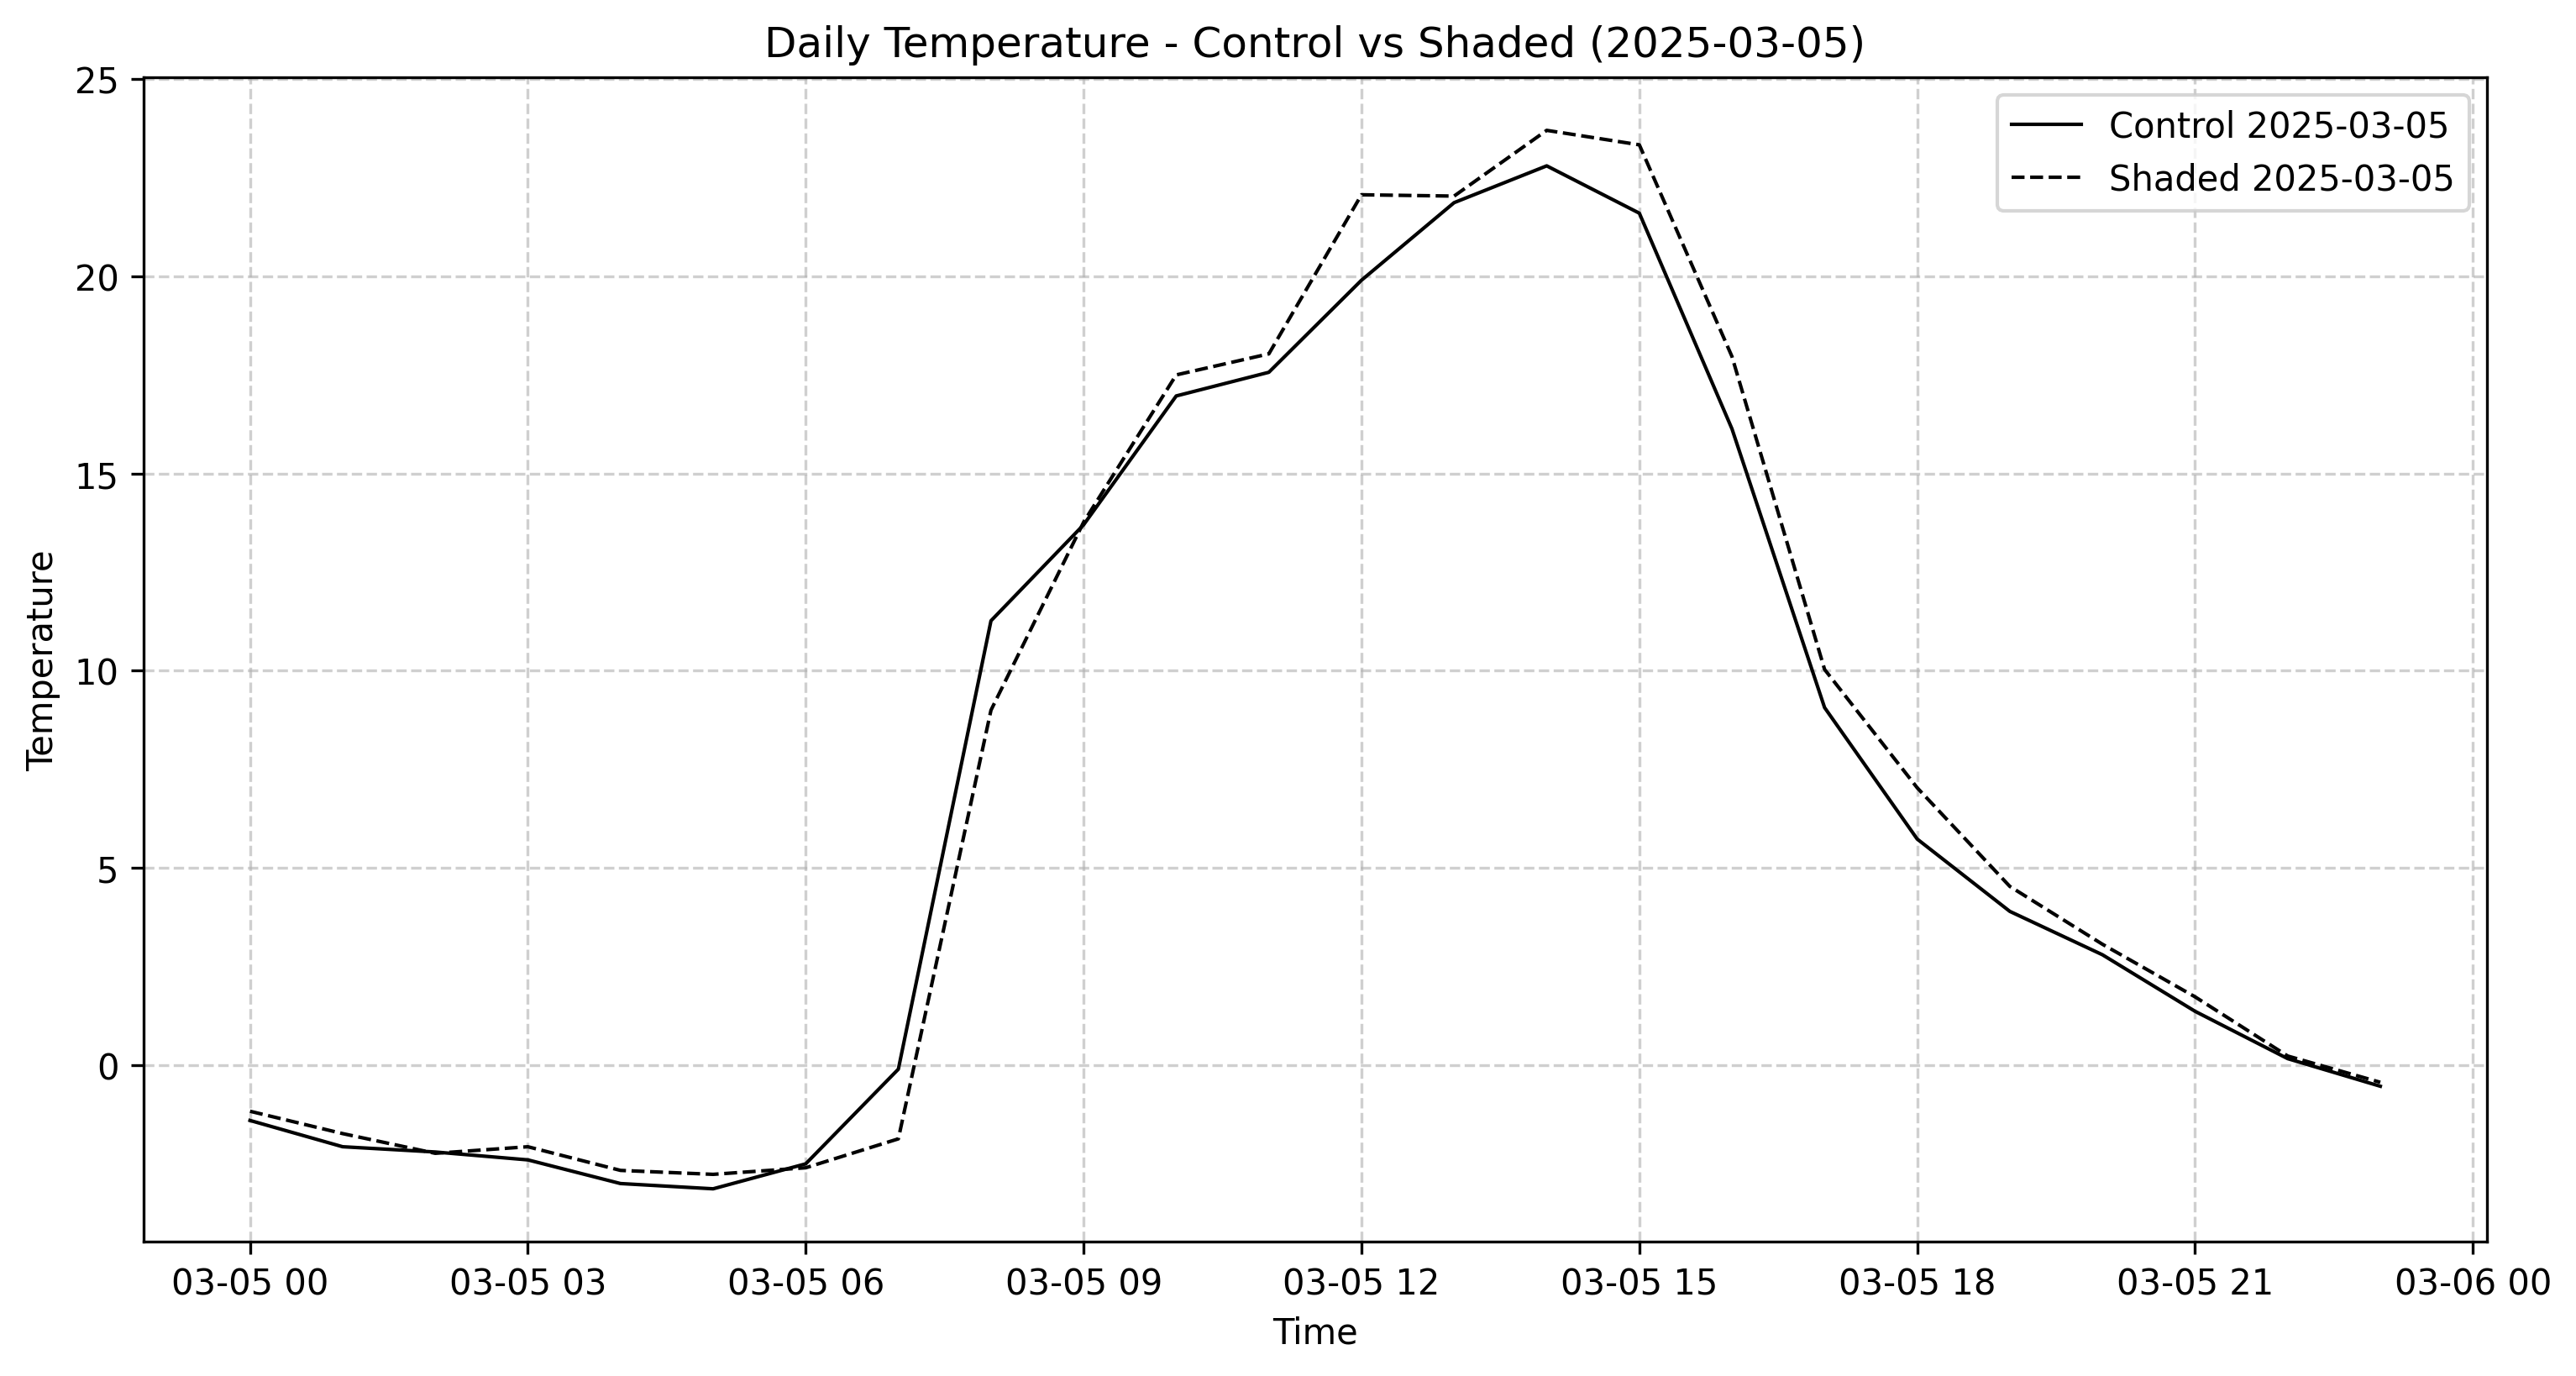 Daily Temperature - Control vs Shaded (2025-03-05)
Control 2025-03-05
Shaded 2025-03-05
Temperature
25
20
15
10
5
0
03-05 00 03-05 03 03-05 06 03-05 09 03-05 12 03-05 15 03-05 18 03-05 21 03-06 00
Time